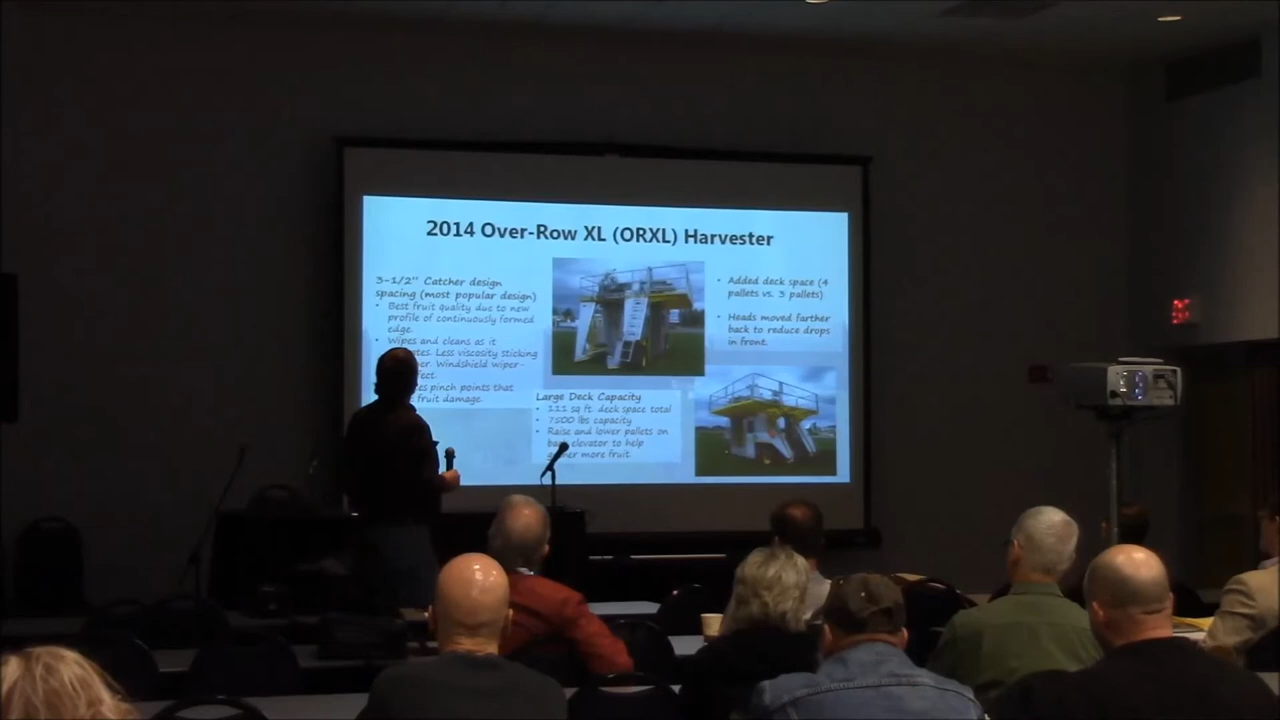 2014 Over-Row XL (ORXL) Harvester
3-1/2" Catcher design
spacing (most popular design)
• Best fruit quality due to new
profile of continuously formed
edge.
• Wipes and cleans as it
Less viscosity sticking
Windshield wiper-
pinch points that
fruit damage.
Large Deck Capacity
• 111 sq ft. deck space total
• 7500 lbs capacity
• Raise and lower pallets on
elevator to help
more fruit
• Added deck space (4
pallets vs. 3 pallets)
• Heads moved farther
back to reduce drops
in front.